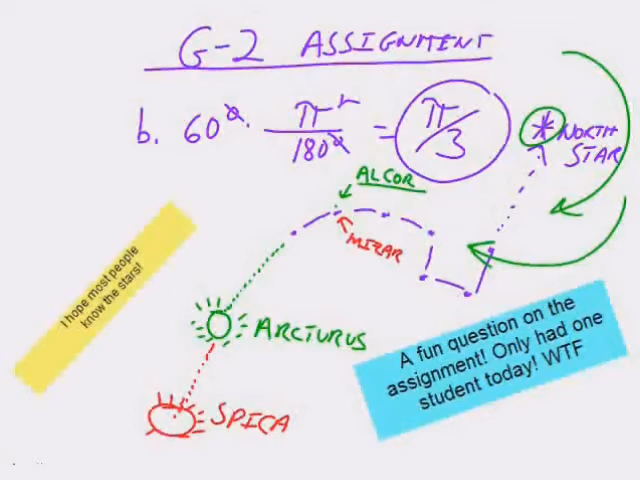 G-2 ASSIGNMENT
b. 60° · πʳ/180° = π/3
NORTH
STAR
ALCOR
MIZAR
I hope most people
know the stars!
ARCTURUS
A fun question on the
assignment! Only had one
student today! WTF
SPICA